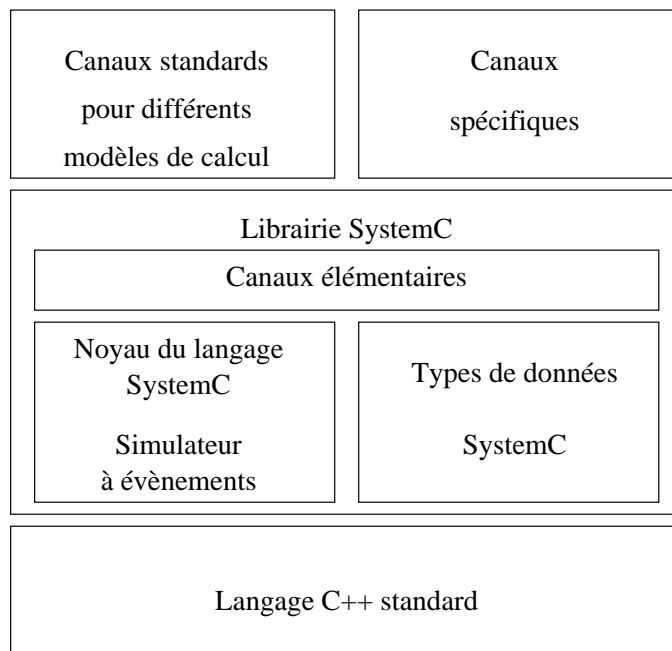 Canaux standards
pour différents
modèles de calcul
Canaux
spécifiques
Librairie SystemC
Canaux élémentaires
Noyau du langage
SystemC
Simulateur
à évènements
Types de données
SystemC
Langage C++ standard